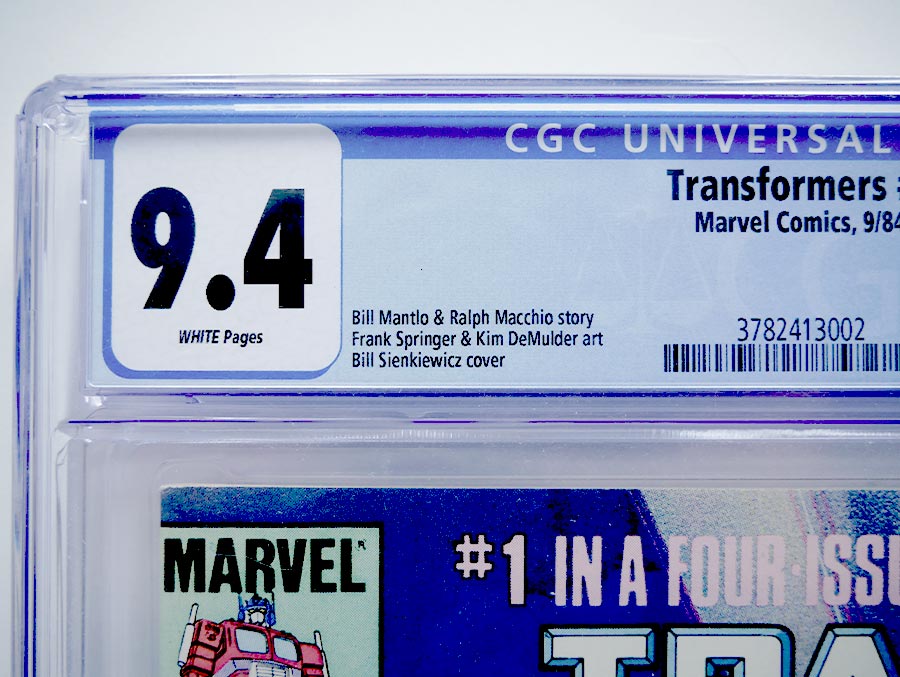 CGC UNIVERSAL
9.4
WHITE Pages
Transformers
Marvel Comics, 9/84
Bill Mantlo & Ralph Macchio story
Frank Springer & Kim DeMulder art
Bill Sienkiewicz cover
3782413002
MARVEL
#1 IN A FOUR-ISSU
TRA